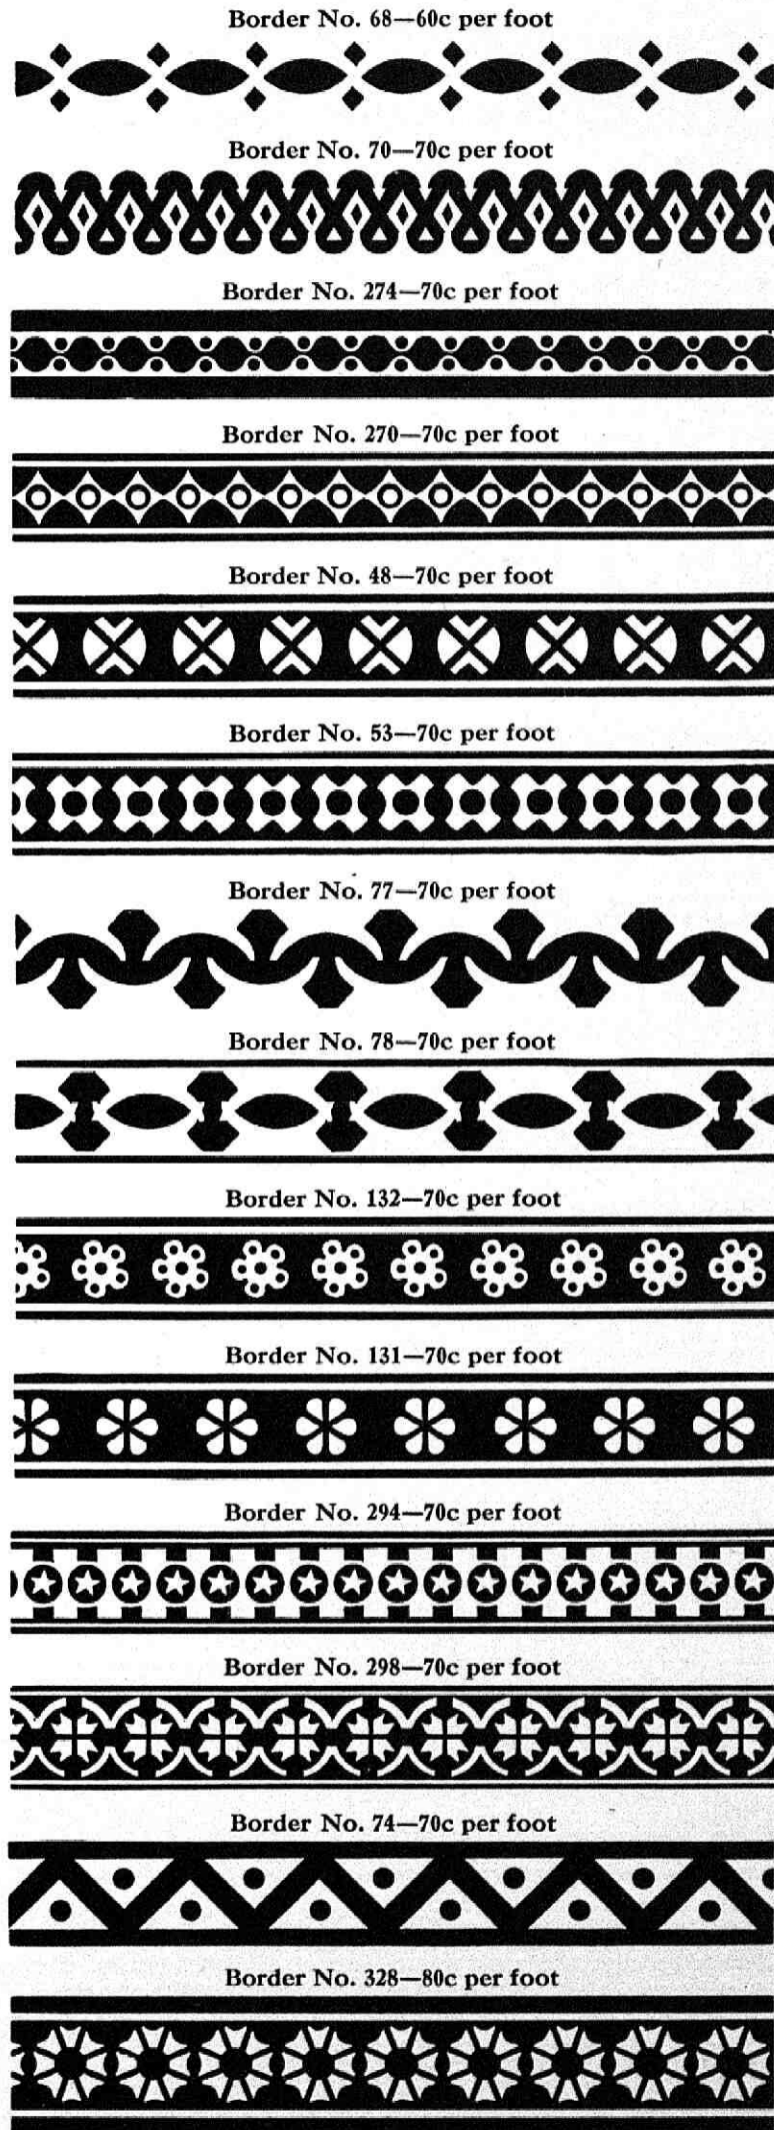 Border No. 68—60c per foot
Border No. 70—70c per foot
Border No. 274—70c per foot
Border No. 270—70c per foot
Border No. 48—70c per foot
Border No. 53—70c per foot
Border No. 77—70c per foot
Border No. 78—70c per foot
Border No. 132—70c per foot
Border No. 131—70c per foot
Border No. 294—70c per foot
Border No. 298—70c per foot
Border No. 74—70c per foot
Border No. 328—80c per foot